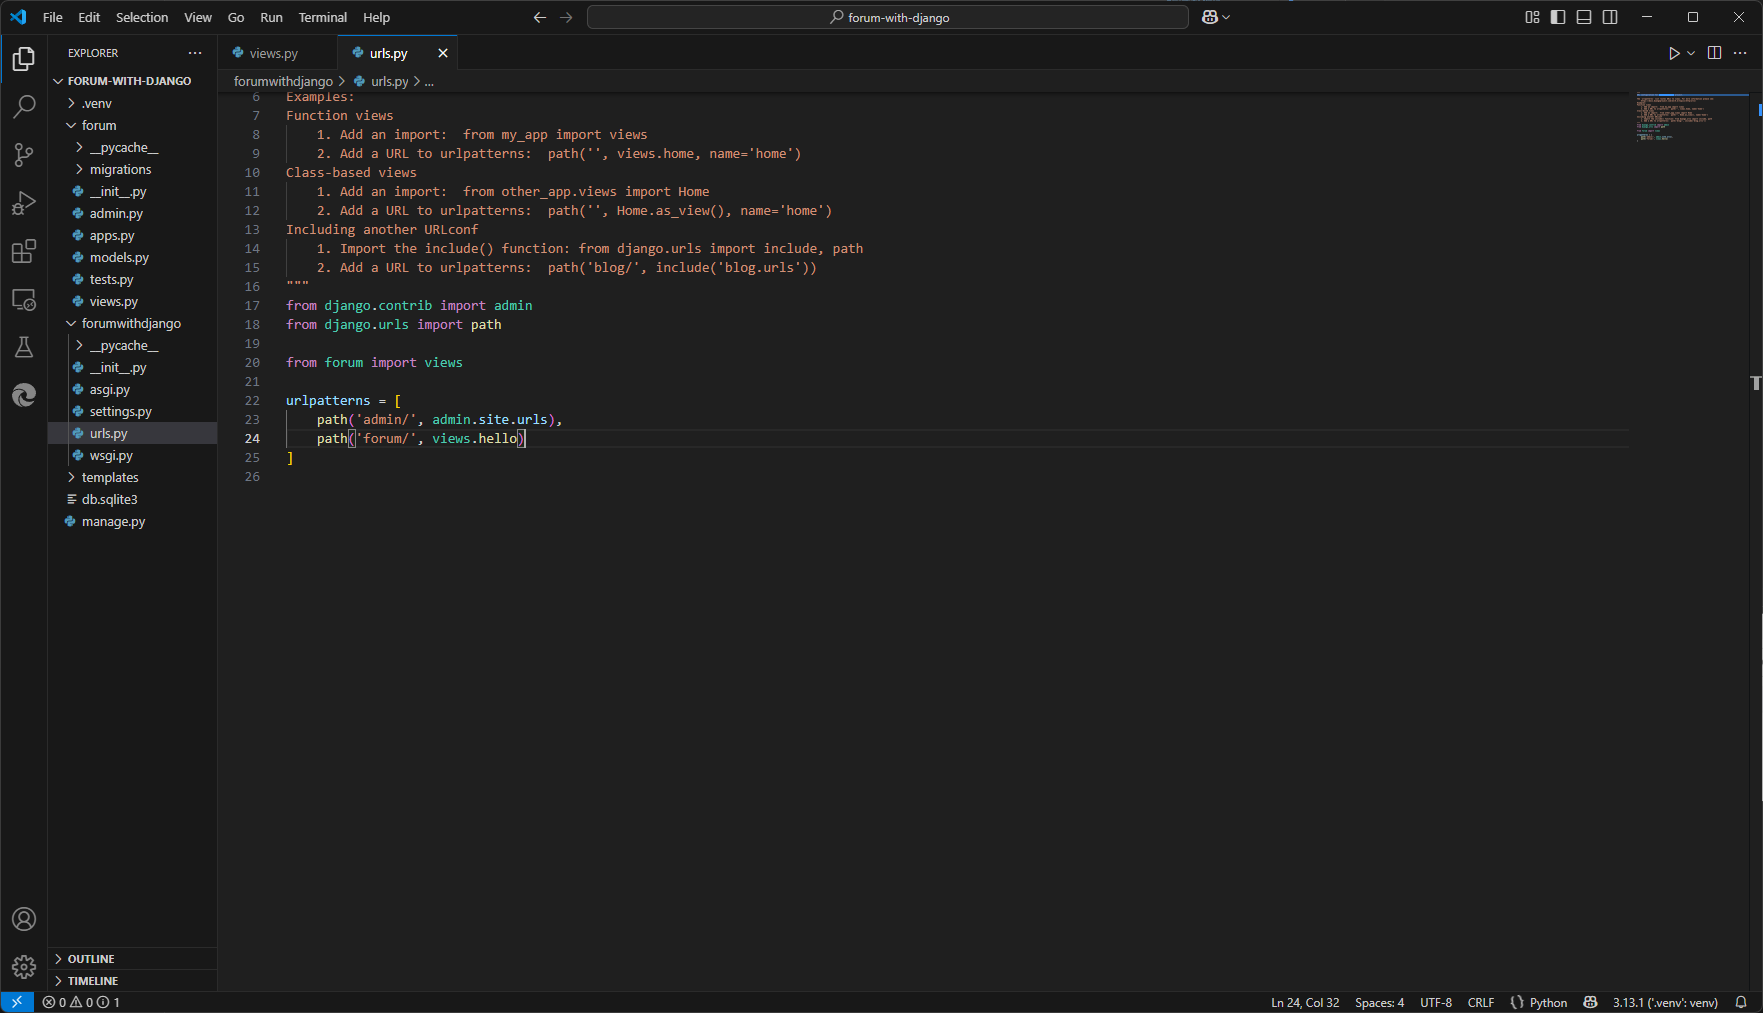 File Edit Selection View Go Run Terminal Help
forum-with-django
EXPLORER
FORUM-WITH-DJANGO
.venv
forum
__pycache__
migrations
__init__.py
admin.py
apps.py
models.py
tests.py
views.py
forumwithdjango
__pycache__
__init__.py
asgi.py
settings.py
urls.py
wsgi.py
templates
db.sqlite3
manage.py
OUTLINE
TIMELINE
views.py urls.py
forumwithdjango > urls.py > ...
6 Examples:
7 Function views
8     1. Add an import:  from my_app import views
9     2. Add a URL to urlpatterns:  path('', views.home, name='home')
10 Class-based views
11     1. Add an import:  from other_app.views import Home
12     2. Add a URL to urlpatterns:  path('', Home.as_view(), name='home')
13 Including another URLconf
14     1. Import the include() function: from django.urls import include, path
15     2. Add a URL to urlpatterns:  path('blog/', include('blog.urls'))
16 """
17 from django.contrib import admin
18 from django.urls import path
19
20 from forum import views
21
22 urlpatterns = [
23     path('admin/', admin.site.urls),
24     path('forum/', views.hello)
25 ]
26
0 0 1
Ln 24, Col 32 Spaces: 4 UTF-8 CRLF Python 3.13.1 ('.venv': venv)